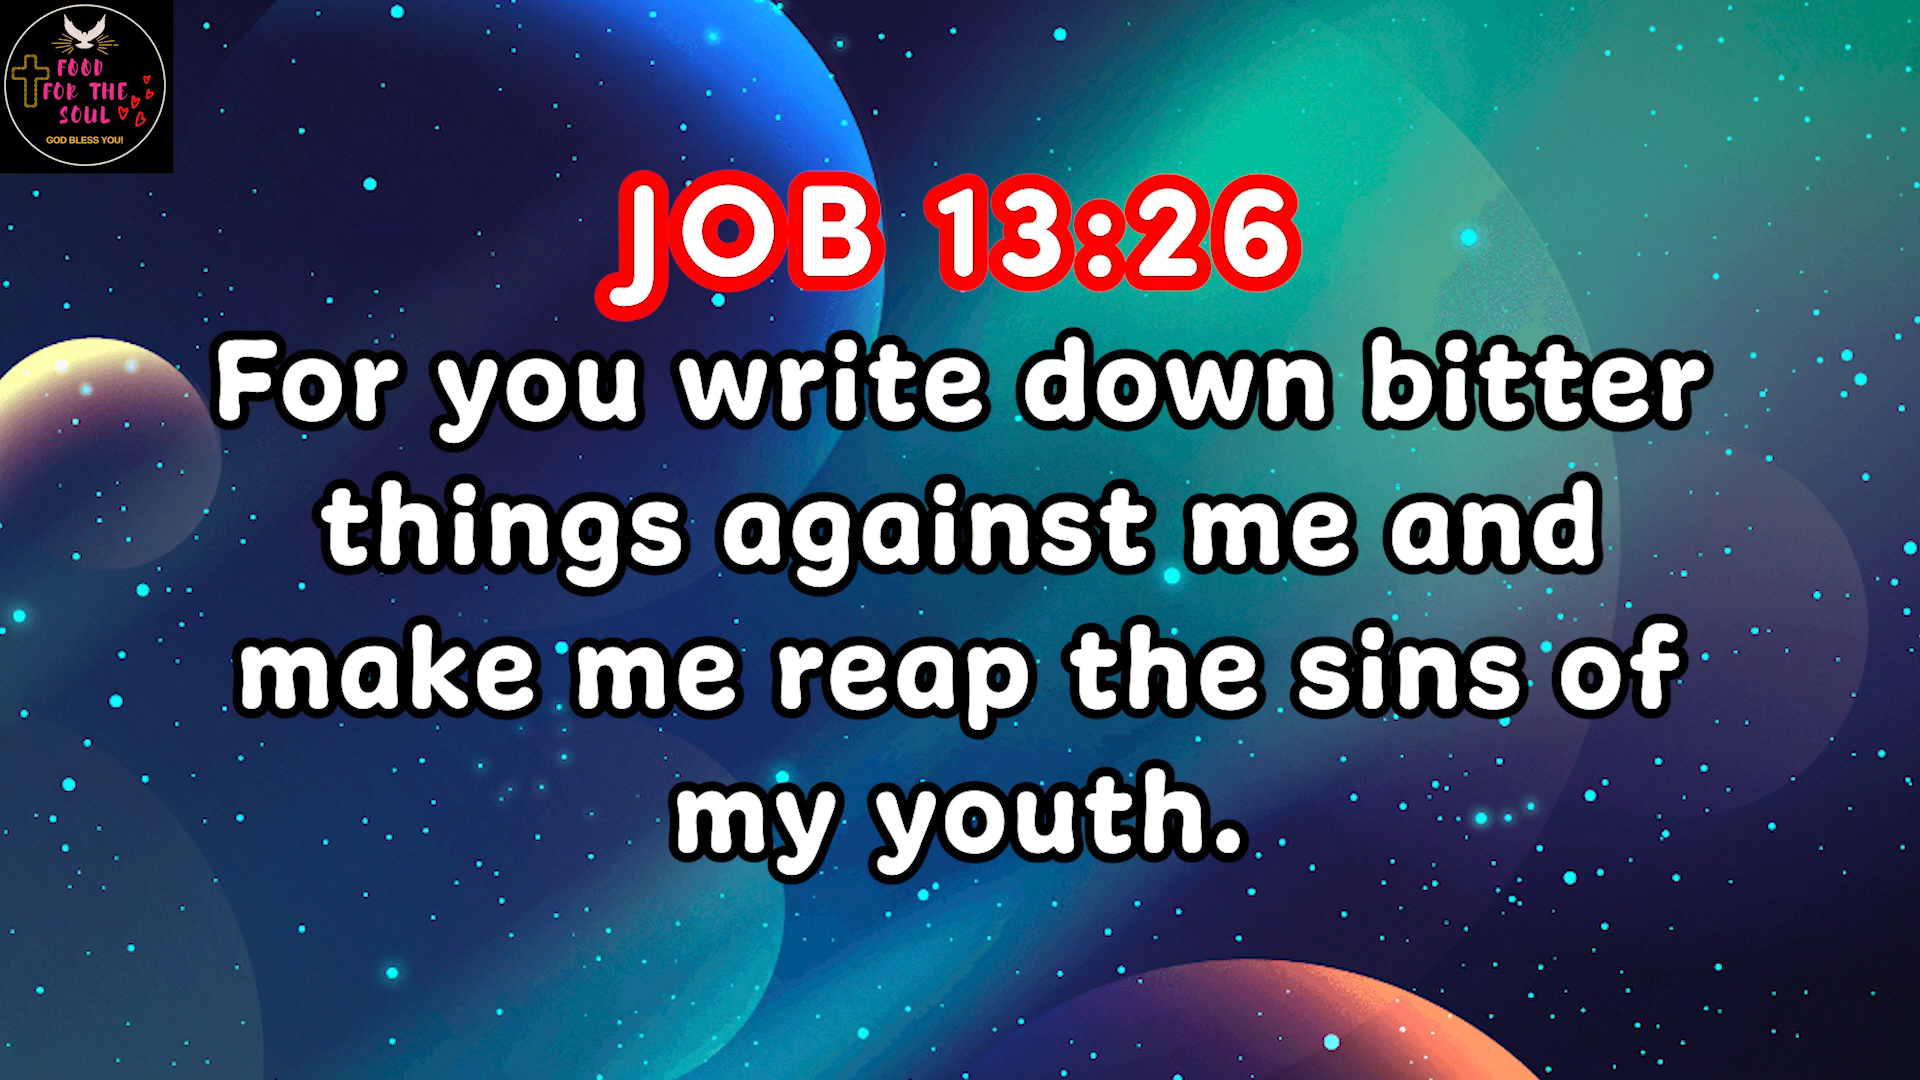 FOOD
FOR THE
SOUL
GOD BLESS YOU!
JOB 13:26
For you write down bitter
things against me and
make me reap the sins of
my youth.